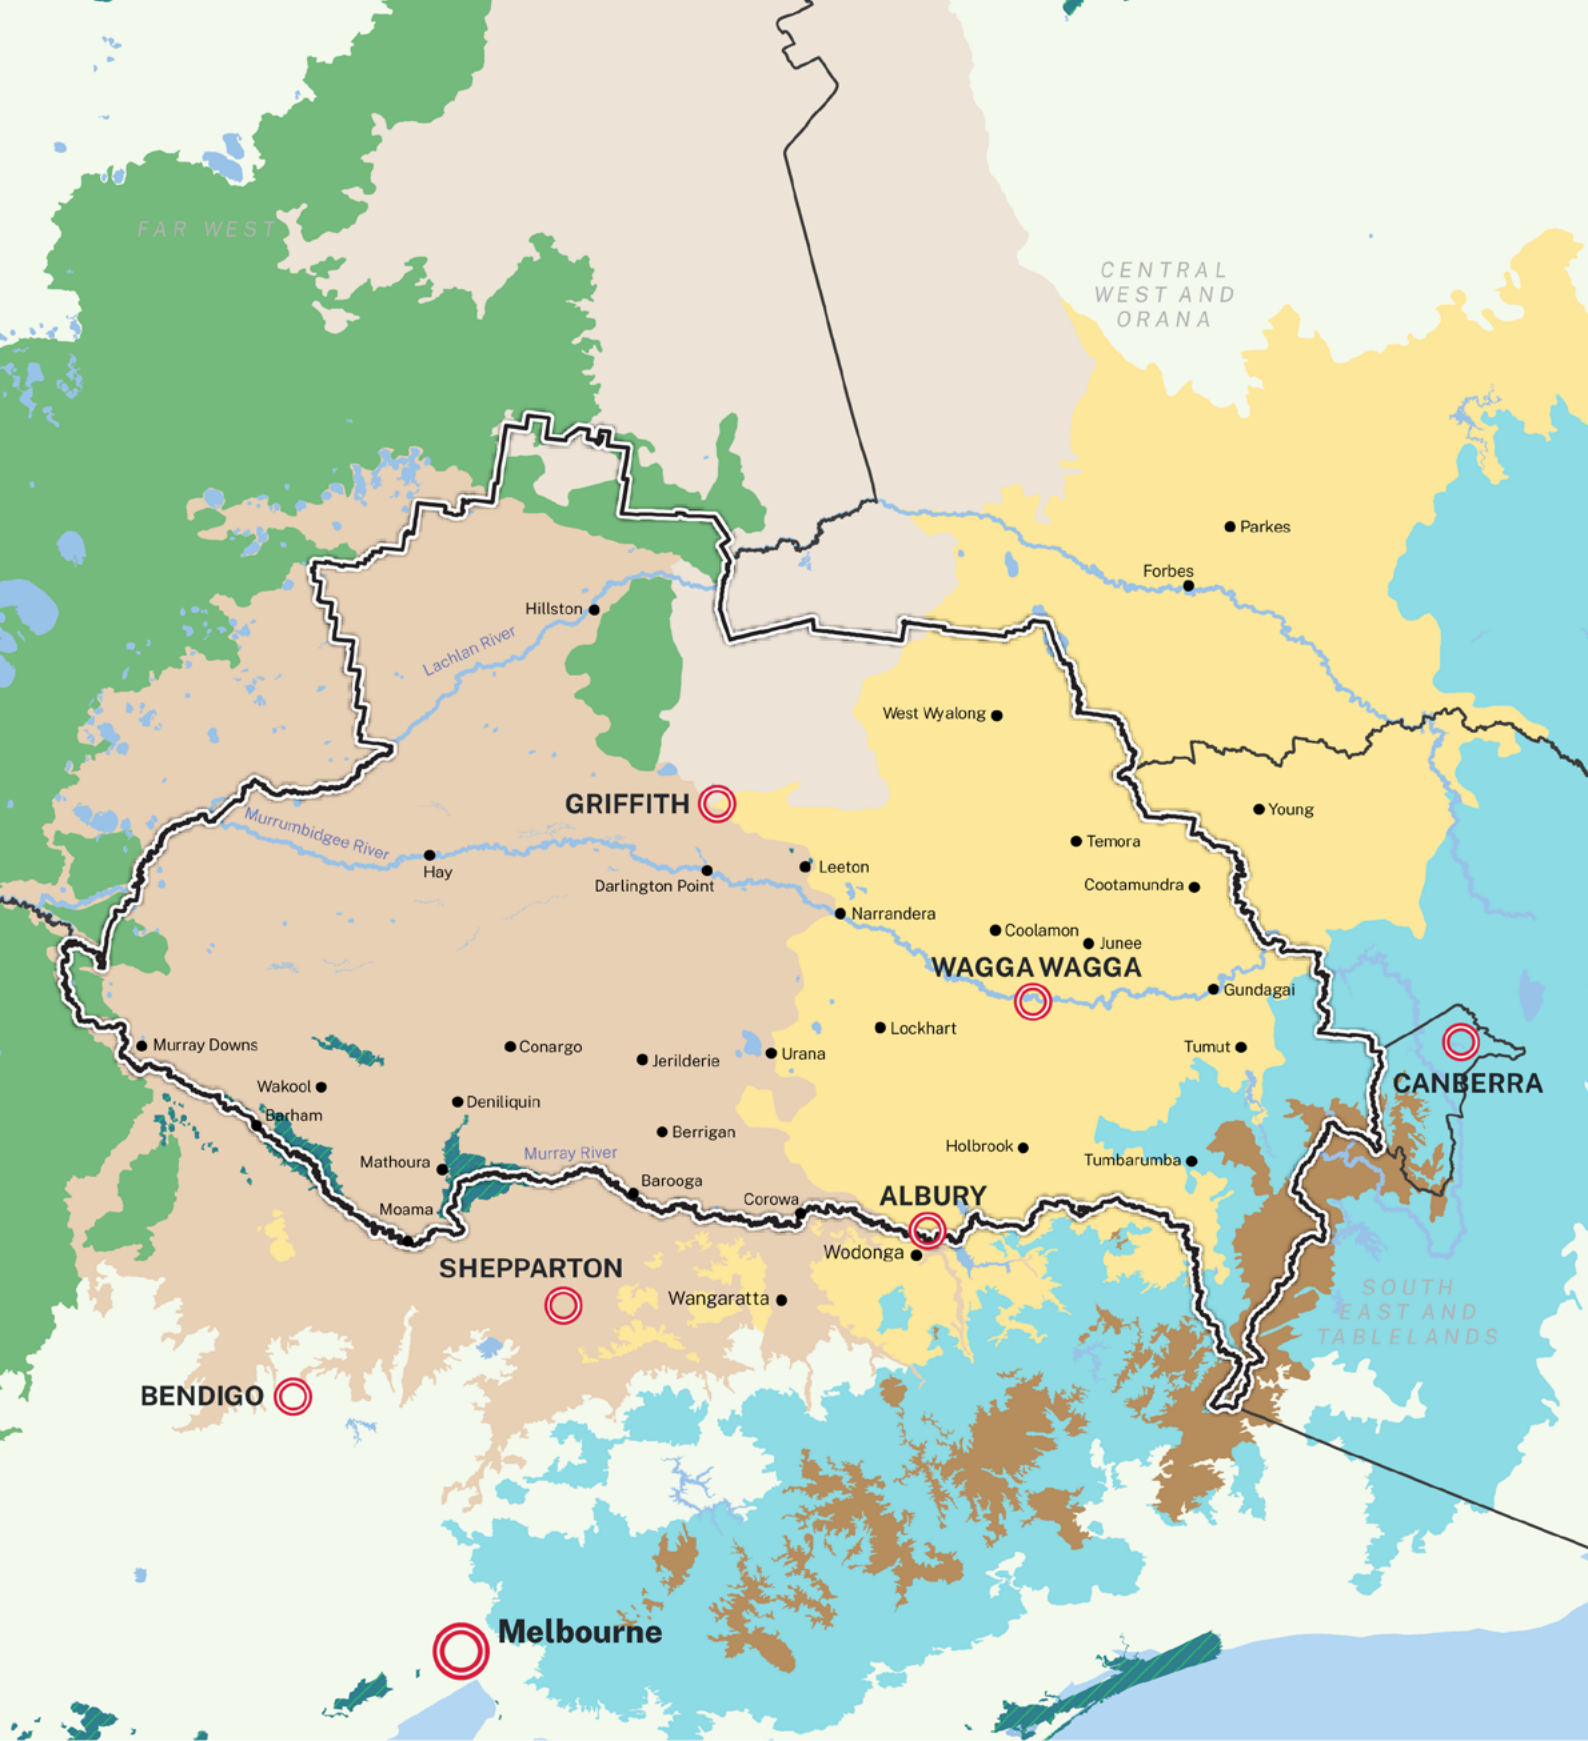 FAR WEST
CENTRAL
WEST AND
ORANA
Parkes
Forbes
Hillston
Lachlan River
West Wyalong
GRIFFITH
Young
Murrumbidgee River
Temora
Hay
Leeton
Darlington Point
Cootamundra
Narrandera
Coolamon
Junee
WAGGA WAGGA
Gundagai
Lockhart
Murray Downs
Conargo
Jerilderie
Urana
Tumut
CANBERRA
Wakool
Barham
Deniliquin
Berrigan
Murray River
Holbrook
Mathoura
Tumbarumba
Barooga
Corowa
ALBURY
Moama
Wodonga
SHEPPARTON
Wangaratta
SOUTH
EAST AND
TABLELANDS
BENDIGO
Melbourne